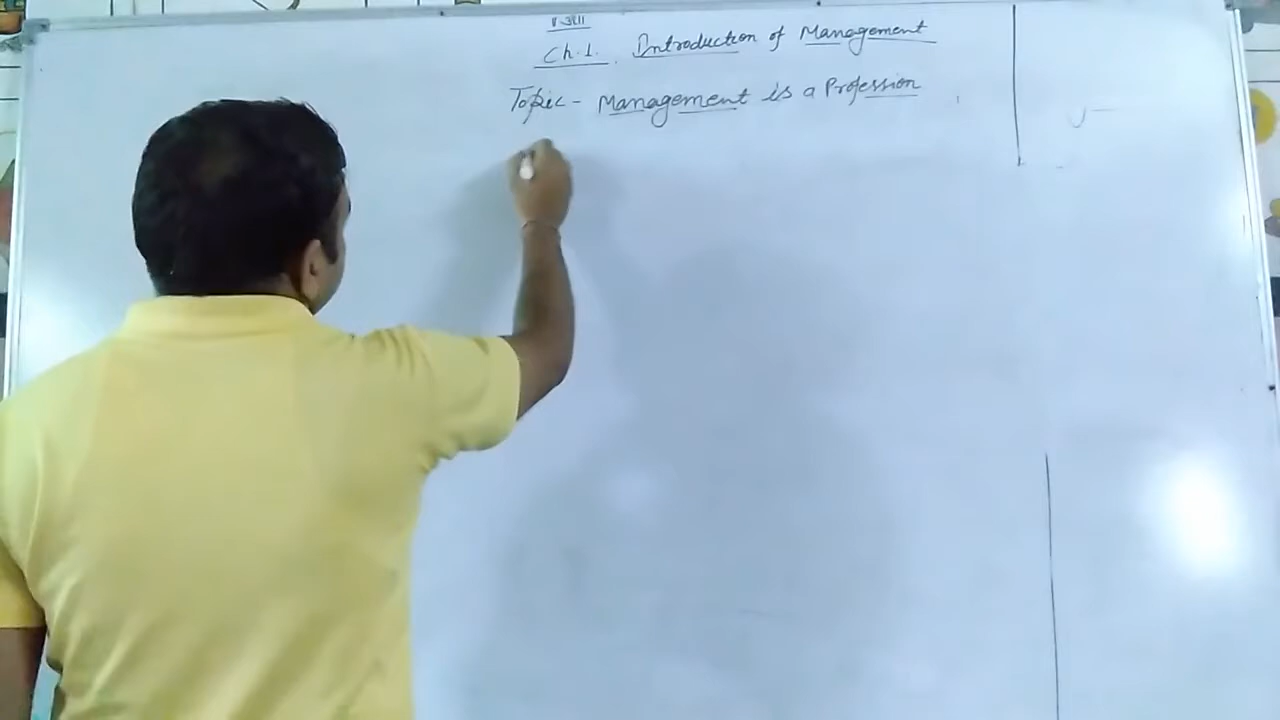 Ch.1. Introduction of Management
Topic - Management is a Profession